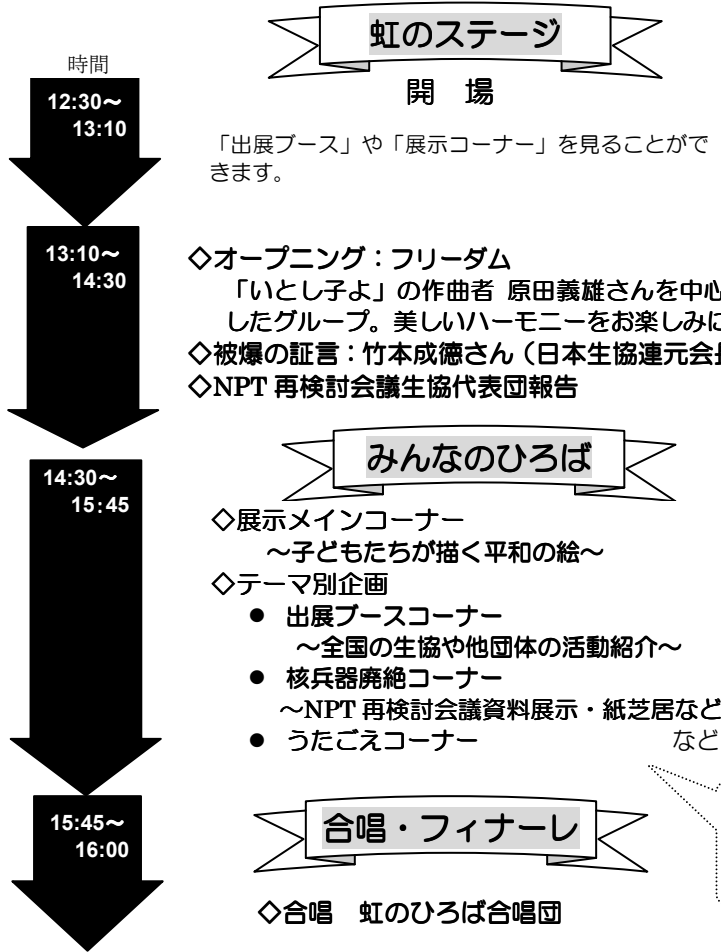 虹のステージ
時間
開 場
12:30～
13:10
「出展ブース」や「展示コーナー」を見ることがで
きます。
13:10～
14:30
◇オープニング：フリーダム
「いとし子よ」の作曲者 原田義雄さんを中心
したグループ。美しいハーモニーをお楽しみに
◇被爆の証言：竹本成徳さん（日本生協連元会長
◇NPT 再検討会議生協代表団報告
みんなのひろば
14:30～
15:45
◇展示メインコーナー
～子どもたちが描く平和の絵～
◇テーマ別企画
● 出展ブースコーナー
～全国の生協や他団体の活動紹介～
● 核兵器廃絶コーナー
～NPT 再検討会議資料展示・紙芝居など
● うたごえコーナー など
合唱・フィナーレ
15:45～
16:00
◇合唱 虹のひろば合唱団